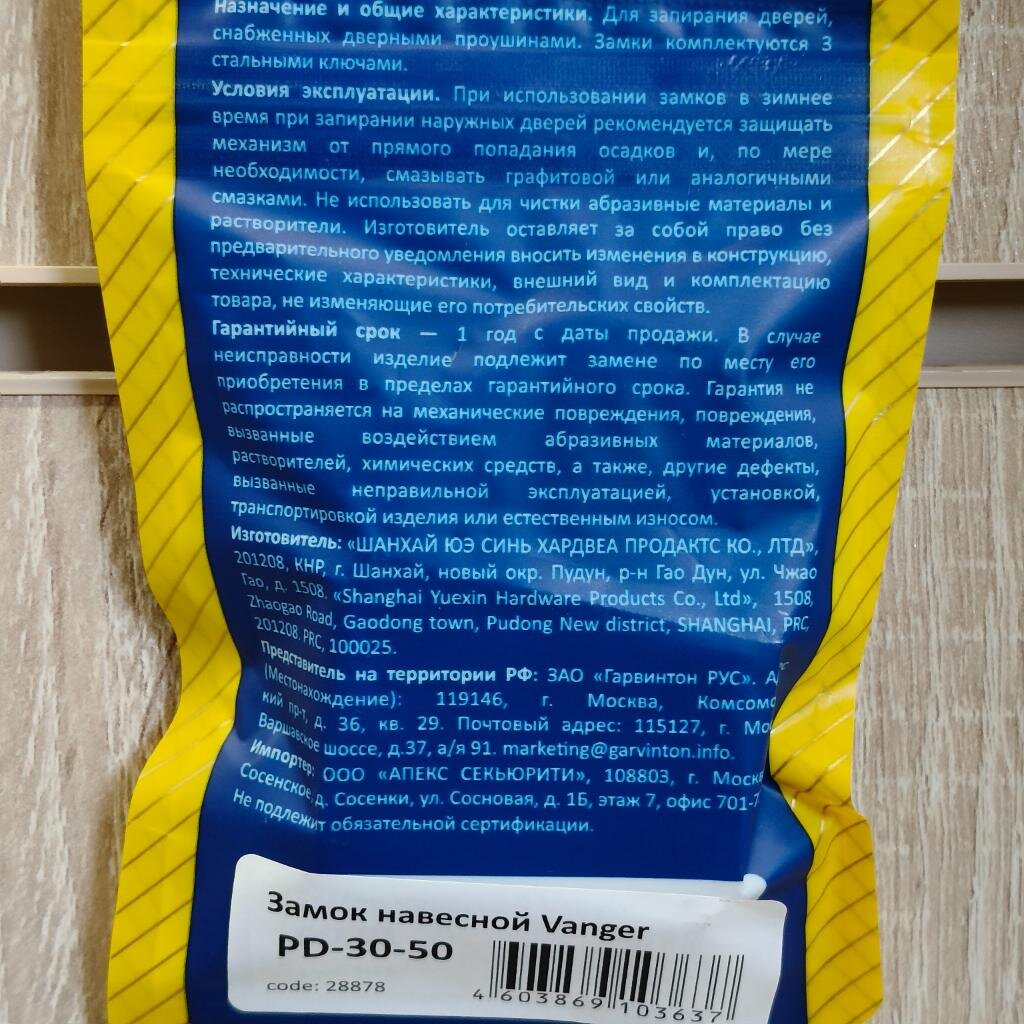 Назначение и общие характеристики. Для запирания дверей,
снабженных дверными проушинами. Замки комплектуются 3
стальными ключами.
Условия эксплуатации. При использовании замков в зимнее
время при запирании наружных дверей рекомендуется защищать
механизм от прямого попадания осадков и, по мере
необходимости, смазывать графитовой или аналогичными
смазками. Не использовать для чистки абразивные материалы и
растворители. Изготовитель оставляет за собой право без
предварительного уведомления вносить изменения в конструкцию,
технические характеристики, внешний вид и комплектацию
товара, не изменяющие его потребительских свойств.
Гарантийный срок — 1 год с даты продажи. В случае
неисправности изделие подлежит замене по месту его
приобретения в пределах гарантийного срока. Гарантия не
распространяется на механические повреждения, повреждения,
вызванные воздействием абразивных материалов,
растворителей, химических средств, а также, другие дефекты,
вызванные неправильной эксплуатацией, установкой,
транспортировкой изделия или естественным износом.
Изготовитель: «ШАНХАЙ ЮЭ СИНЬ ХАРДВЕА ПРОДАКТС КО., ЛТД»,
201208, КНР, г. Шанхай, новый окр. Пудун, р-н Гао Дун, ул. Чжао
Гао, д. 1508. «Shanghai Yuexin Hardware Products Co., Ltd», 1508,
Zhaogao Road, Gaodong town, Pudong New district, SHANGHAI, PRC,
201208, PRC, 100025.
Представитель на территории РФ: ЗАО «Гарвинтон РУС».
(Местонахождение): 119146, г. Москва, Комсомо
кий пр-т, д. 36, кв. 29. Почтовый адрес: 115127, г. Мо
Варшавское шоссе, д.37, а/я 91. marketing@garvinton.info.
Импортер: ООО «АПЕКС СЕКЬЮРИТИ», 108803, г. Москв
Сосенское, д. Сосенки, ул. Сосновая, д. 1Б, этаж 7, офис 701-
Не подлежит обязательной сертификации.
Замок навесной Vanger
PD-30-50
code: 28878
4 603869 103637